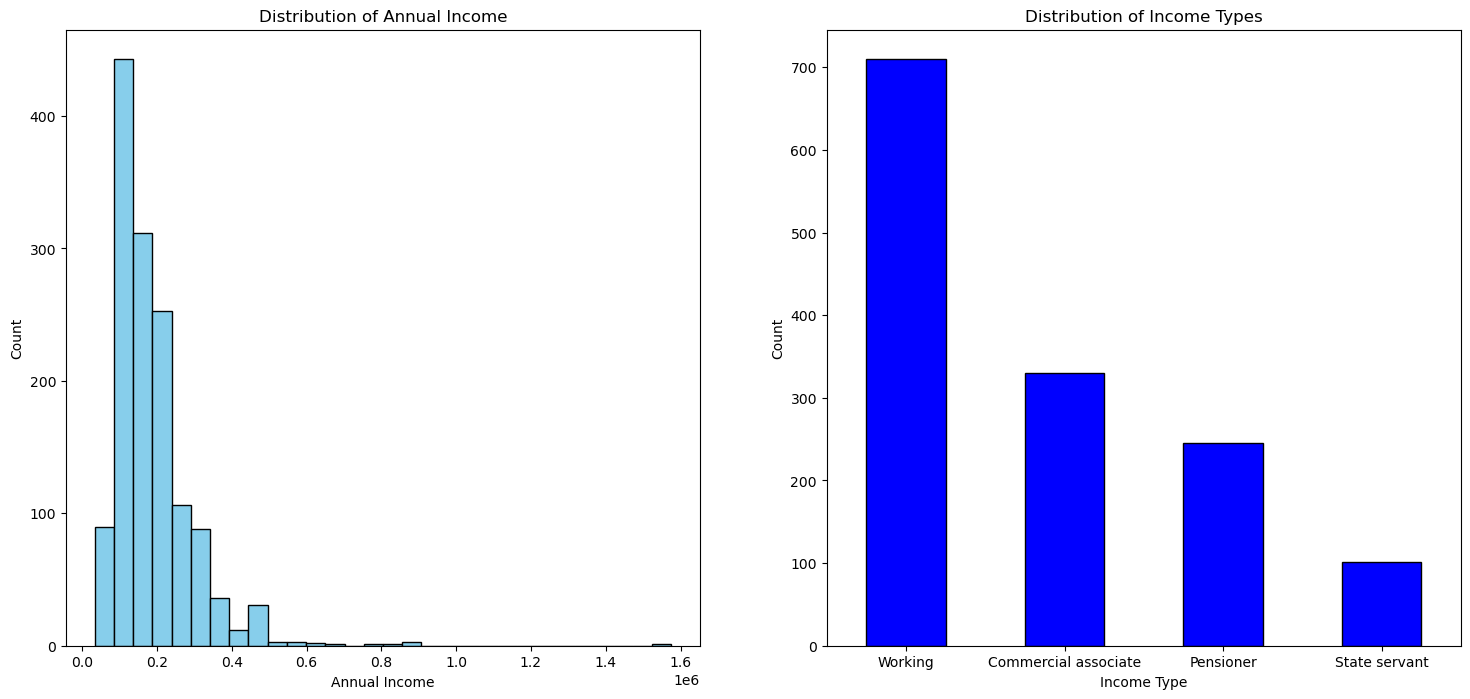 Distribution of Annual Income
400
300
200
100
0
Count
0.0 0.2 0.4 0.6 0.8 1.0 1.2 1.4 1.6
1e6
Annual Income
Distribution of Income Types
700
600
500
400
300
200
100
0
Count
Working Commercial associate Pensioner State servant
Income Type